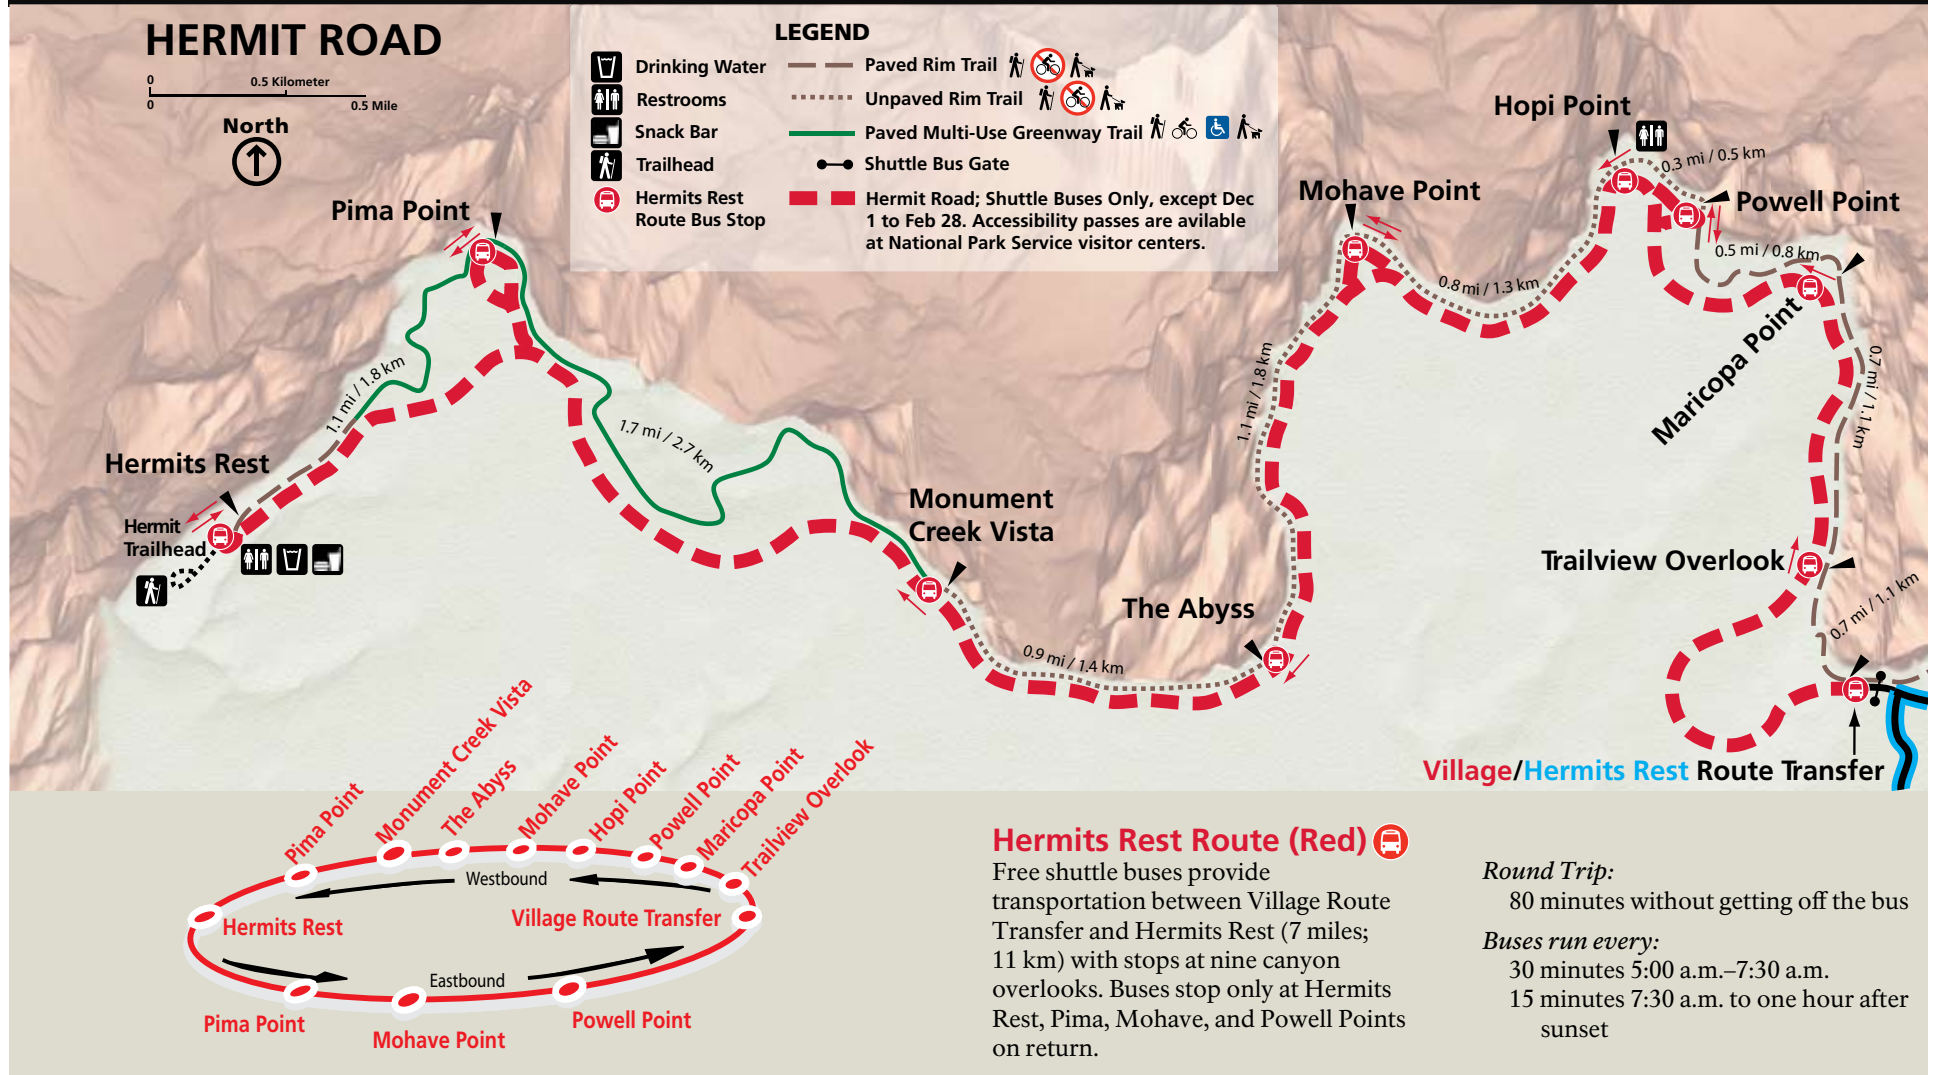 HERMIT ROAD
0
0.5 Kilometer
0
0.5 Mile
North
LEGEND
Drinking Water
Restrooms
Snack Bar
Trailhead
Hermits Rest
Route Bus Stop
Paved Rim Trail
Unpaved Rim Trail
Paved Multi-Use Greenway Trail
Shuttle Bus Gate
Hermit Road; Shuttle Buses Only, except Dec
1 to Feb 28. Accessibility passes are avilable
at National Park Service visitor centers.
Pima Point
1.1 mi / 1.8 km
Hermits Rest
Hermit
Trailhead
1.7 mi / 2.7 km
Monument
Creek Vista
0.9 mi / 1.4 km
The Abyss
1.1 mi / 1.8 km
Mohave Point
0.8 mi / 1.3 km
Hopi Point
0.3 mi / 0.5 km
Powell Point
0.5 mi / 0.8 km
Maricopa Point
0.7 mi / 1.1 km
Trailview Overlook
0.7 mi / 1.1 km
Village/Hermits Rest Route Transfer
Pima Point
Monument Creek Vista
The Abyss
Mohave Point
Hopi Point
Powell Point
Maricopa Point
Trailview Overlook
Westbound
Hermits Rest
Village Route Transfer
Eastbound
Pima Point
Mohave Point
Powell Point
Hermits Rest Route (Red)
Free shuttle buses provide
transportation between Village Route
Transfer and Hermits Rest (7 miles;
11 km) with stops at nine canyon
overlooks. Buses stop only at Hermits
Rest, Pima, Mohave, and Powell Points
on return.
Round Trip:
80 minutes without getting off the bus
Buses run every:
30 minutes 5:00 a.m.–7:30 a.m.
15 minutes 7:30 a.m. to one hour after
sunset